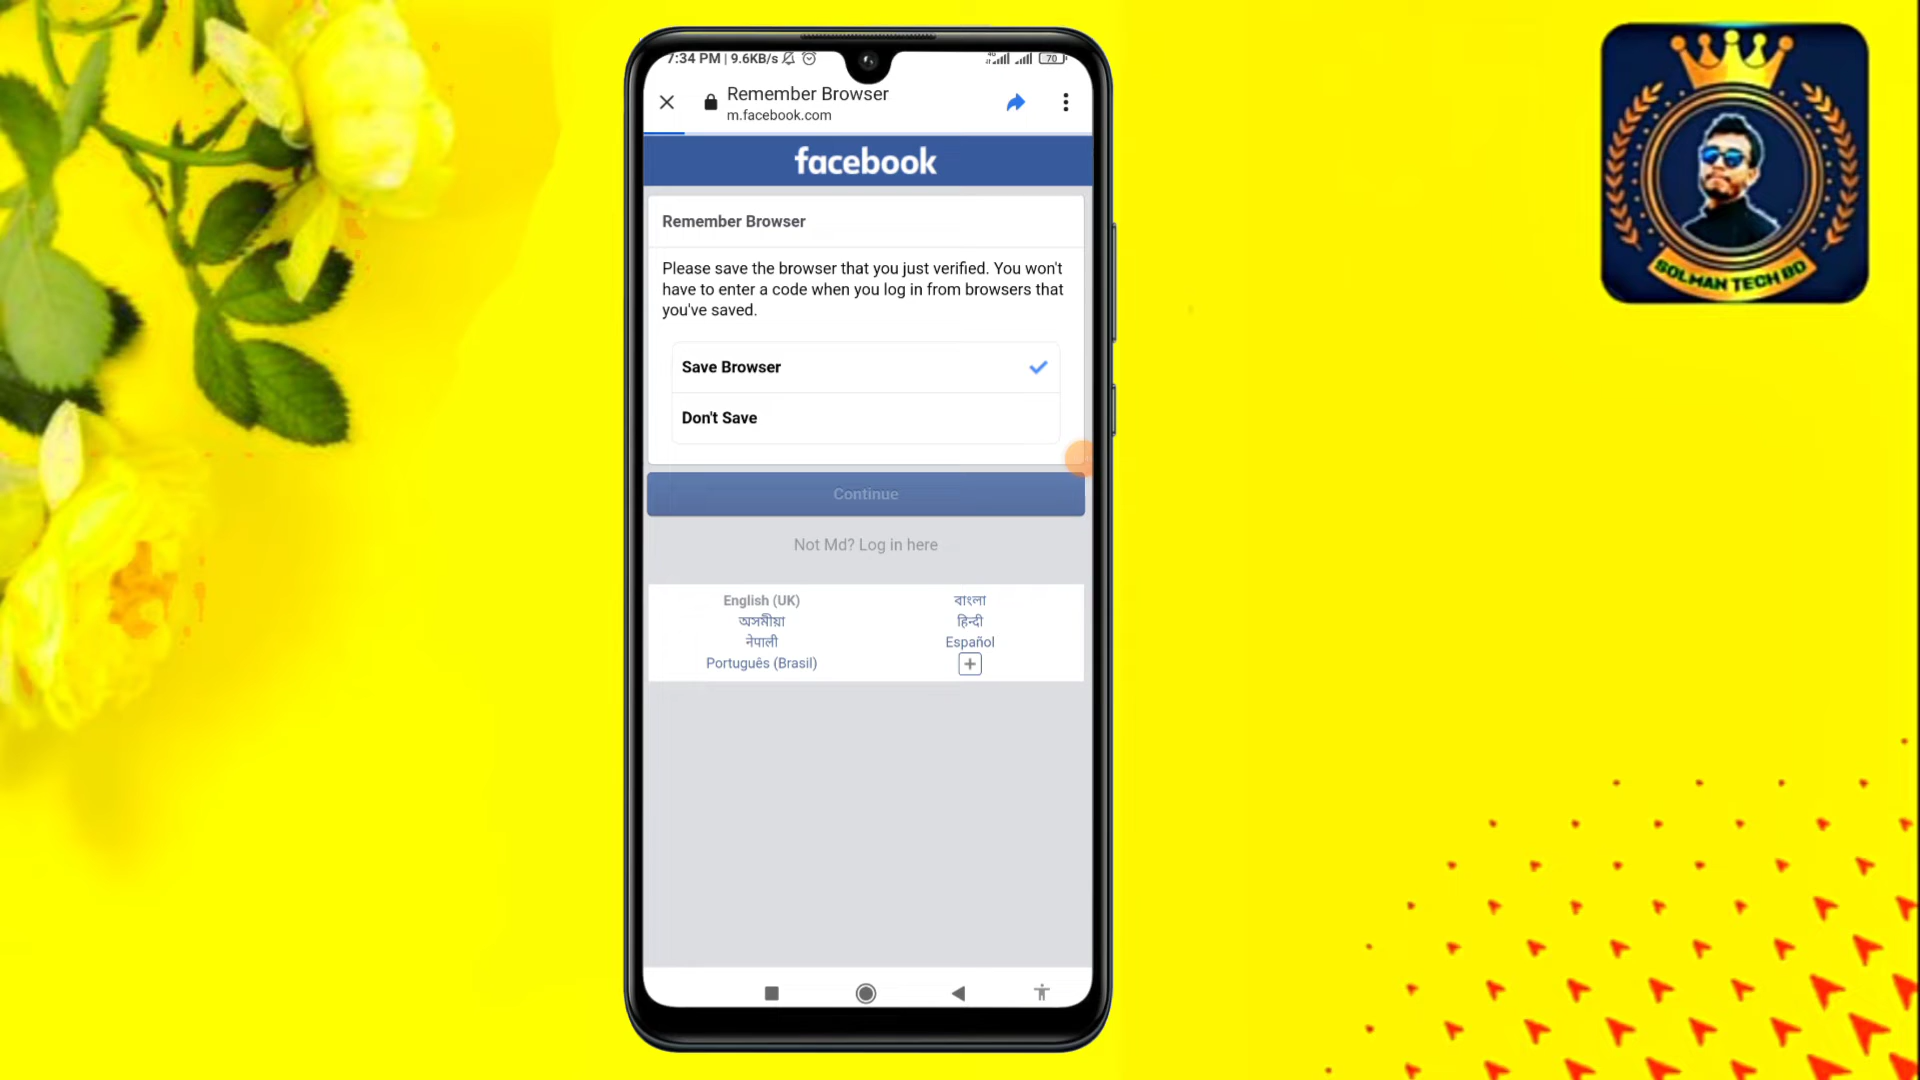 7:34 PM | 9.6KB/s
70
Remember Browser
m.facebook.com
facebook
Remember Browser
Please save the browser that you just verified. You won't
have to enter a code when you log in from browsers that
you've saved.
Save Browser
Don't Save
Continue
Not Md? Log in here
English (UK)
বাংলা
অসমীয়া
हिन्दी
नेपाली
Español
Português (Brasil)
SOLMAN TECH BD